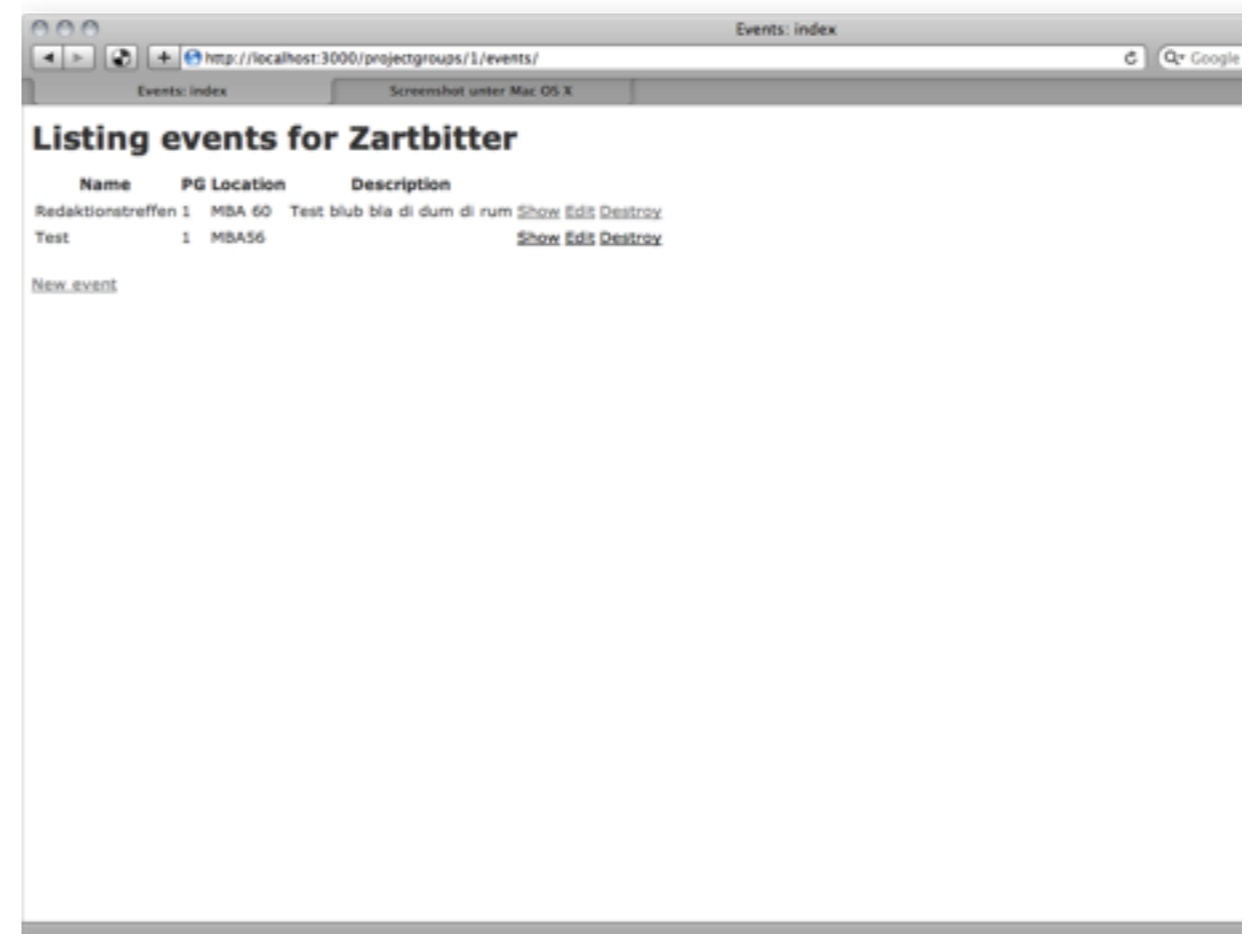 Events: index
http://localhost:3000/projectgroups/1/events/
Google
Events: index Screenshot unter Mac OS X
Listing events for Zartbitter
Name PG Location Description
Redaktionstreffen 1 MBA 60 Test blub bla di dum di rum Show Edit Destroy
Test 1 MBA56 Show Edit Destroy
New event